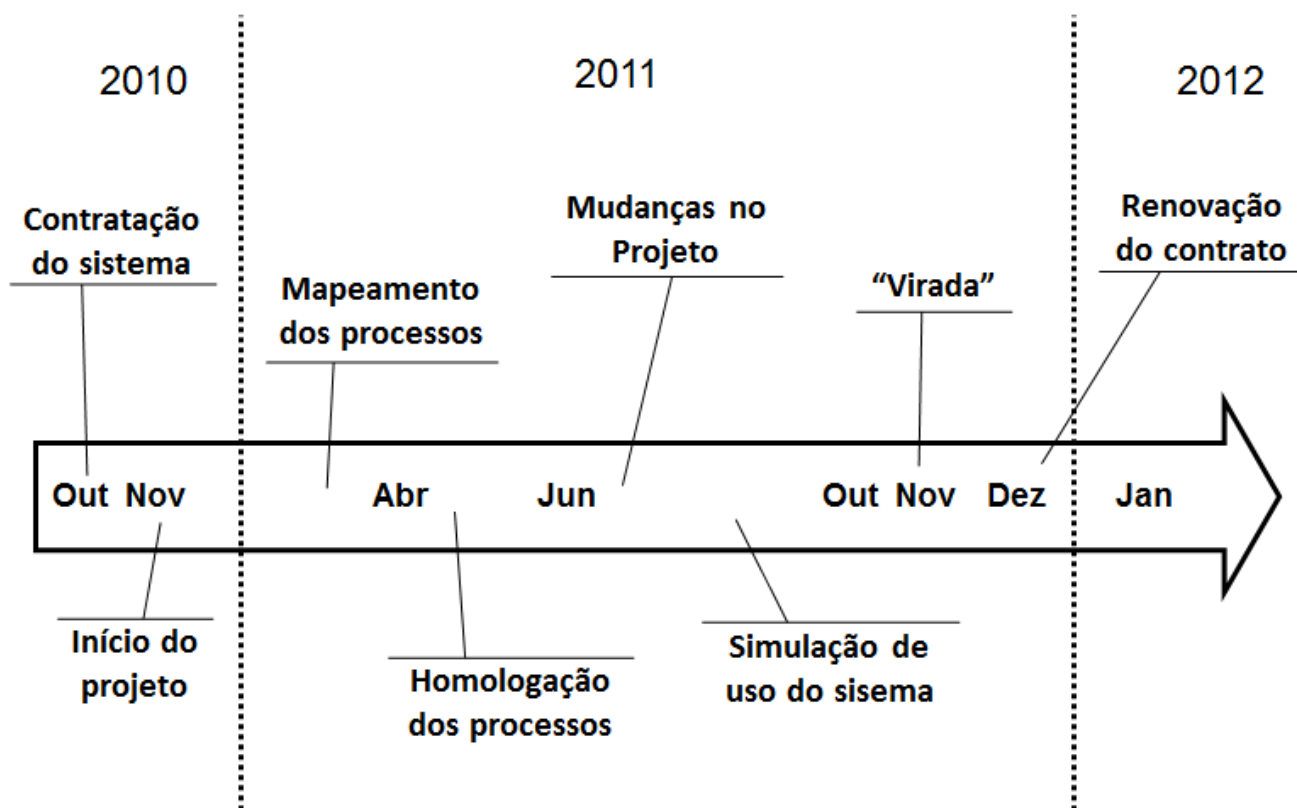 2010
2011
2012
Contratação
do sistema
Mapeamento
dos processos
Mudanças no
Projeto
“Virada”
Renovação
do contrato
Out Nov Abr Jun Out Nov Dez Jan
Início do
projeto
Homologação
dos processos
Simulação de
uso do sisema